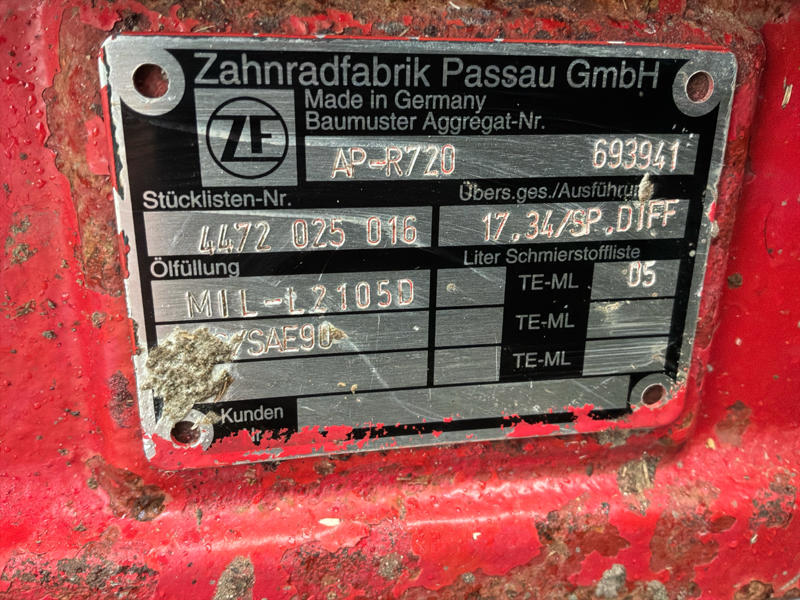 Zahnradfabrik Passau GmbH
ZF
Made in Germany
Baumuster Aggregat-Nr.
AP-R720 693941
Stücklisten-Nr. Übers.ges./Ausführung
4472 025 016 17.34/SP.DIFF
Ölfüllung Liter Schmierstoffliste
MIL-L2105D TE-ML 05
/SAE90 TE-ML
TE-ML
Kunden